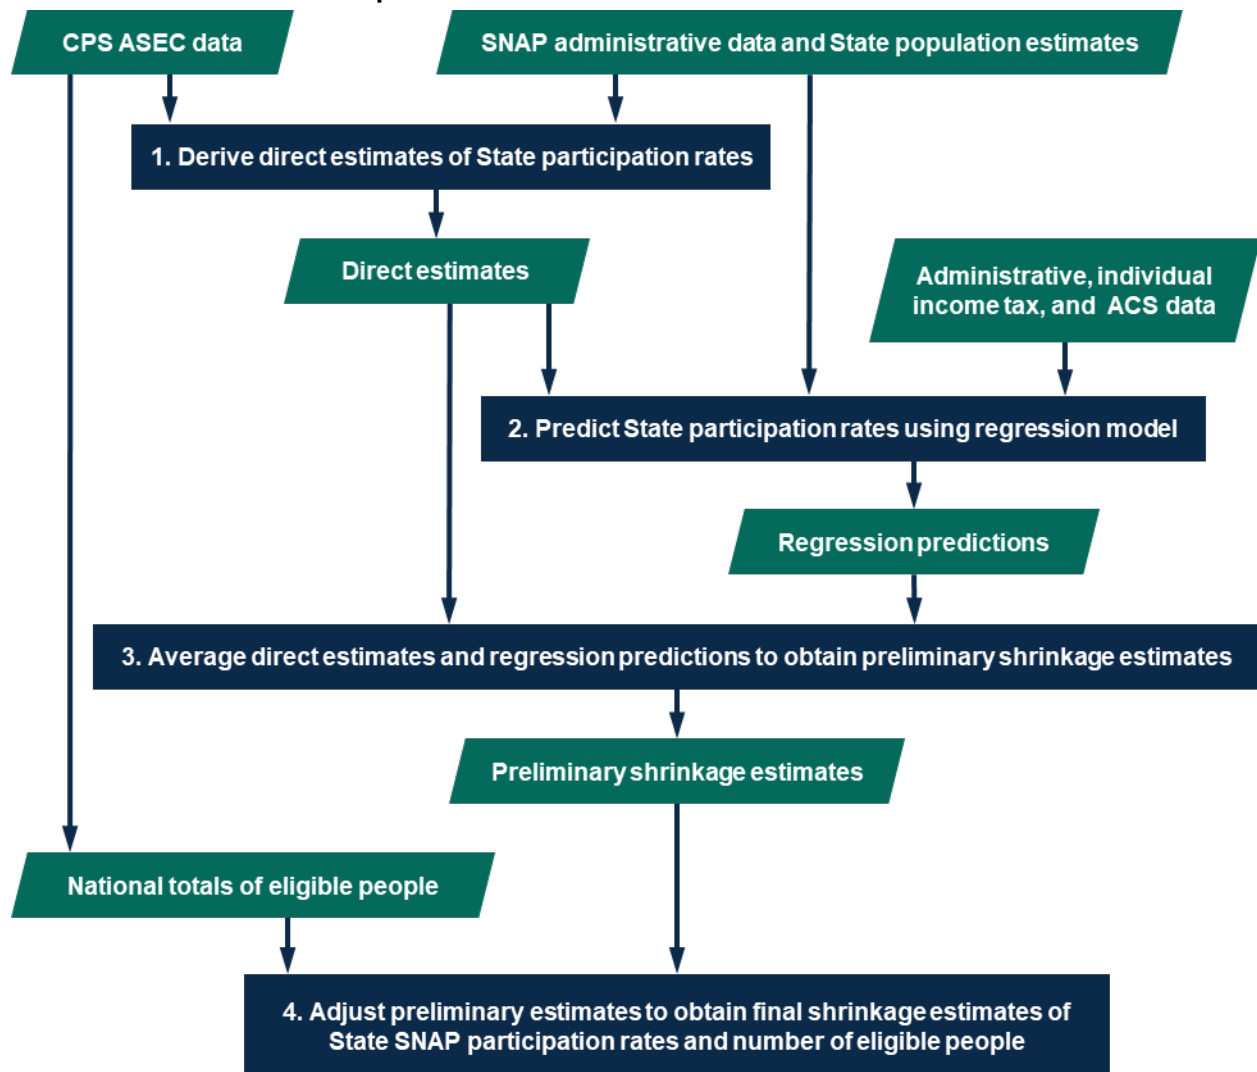 CPS ASEC data
SNAP administrative data and State population estimates
1. Derive direct estimates of State participation rates
Direct estimates
Administrative, individual
income tax, and ACS data
2. Predict State participation rates using regression model
Regression predictions
3. Average direct estimates and regression predictions to obtain preliminary shrinkage estimates
Preliminary shrinkage estimates
National totals of eligible people
4. Adjust preliminary estimates to obtain final shrinkage estimates of
State SNAP participation rates and number of eligible people